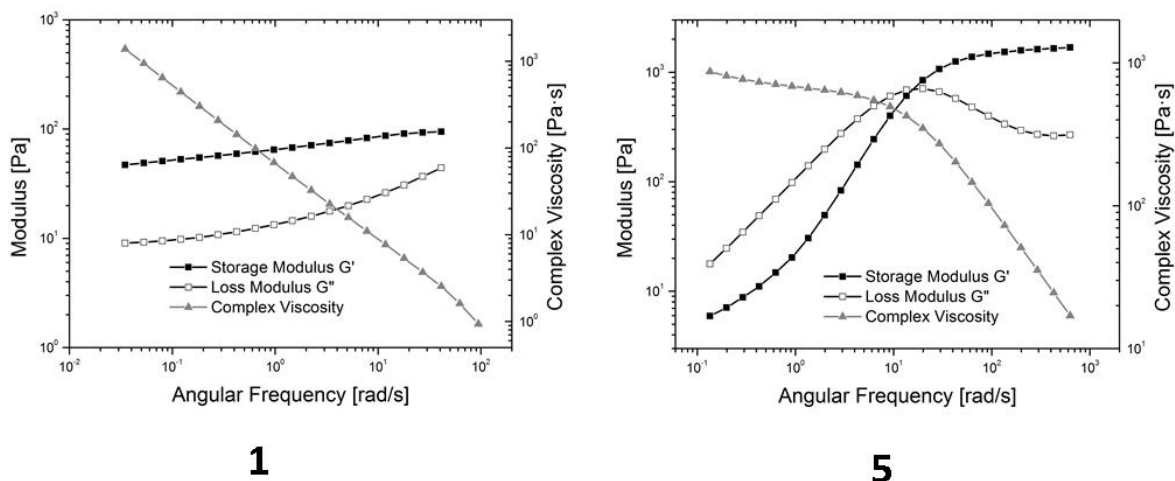 10³
10²
10¹
10⁰
Modulus [Pa]
10³
10²
10¹
10⁰
Complex Viscosity [Pa·s]
Storage Modulus G'
Loss Modulus G"
Complex Viscosity
10⁻²
10⁻¹
10⁰
10¹
10²
Angular Frequency [rad/s]
1
10³
10²
10¹
Modulus [Pa]
10³
10²
10¹
Complex Viscosity [Pa·s]
Storage Modulus G'
Loss Modulus G"
Complex Viscosity
10⁻¹
10⁰
10¹
10²
10³
Angular Frequency [rad/s]
5